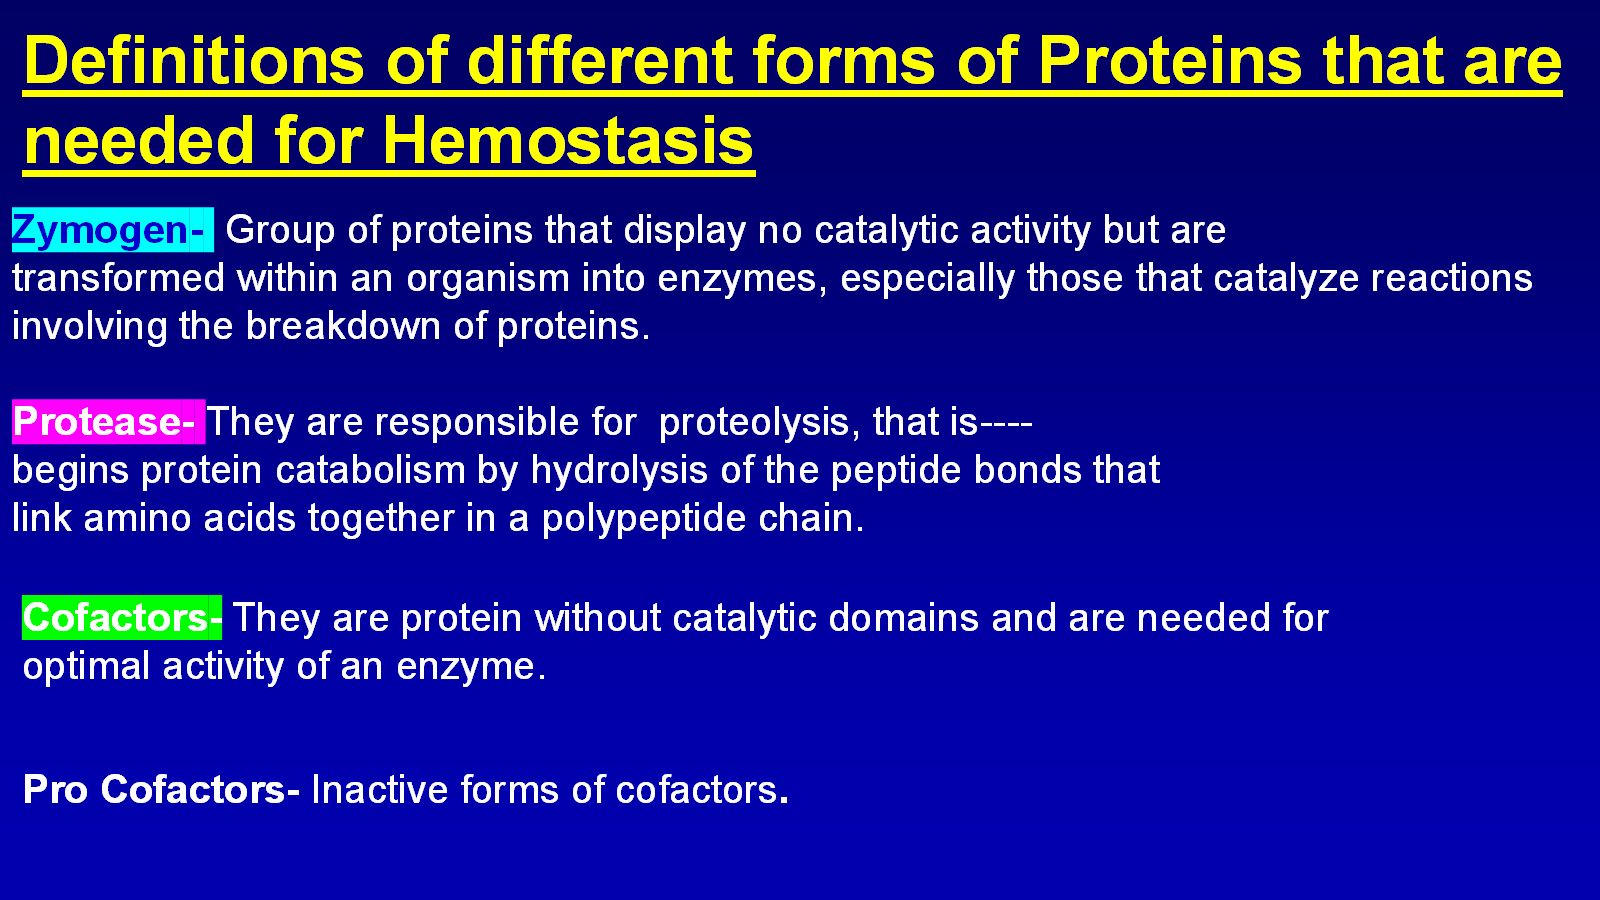 Definitions of different forms of Proteins that are
needed for Hemostasis
Zymogen- Group of proteins that display no catalytic activity but are
transformed within an organism into enzymes, especially those that catalyze reactions
involving the breakdown of proteins.
Protease- They are responsible for  proteolysis, that is----
begins protein catabolism by hydrolysis of the peptide bonds that
link amino acids together in a polypeptide chain.
Cofactors- They are protein without catalytic domains and are needed for
optimal activity of an enzyme.
Pro Cofactors- Inactive forms of cofactors.